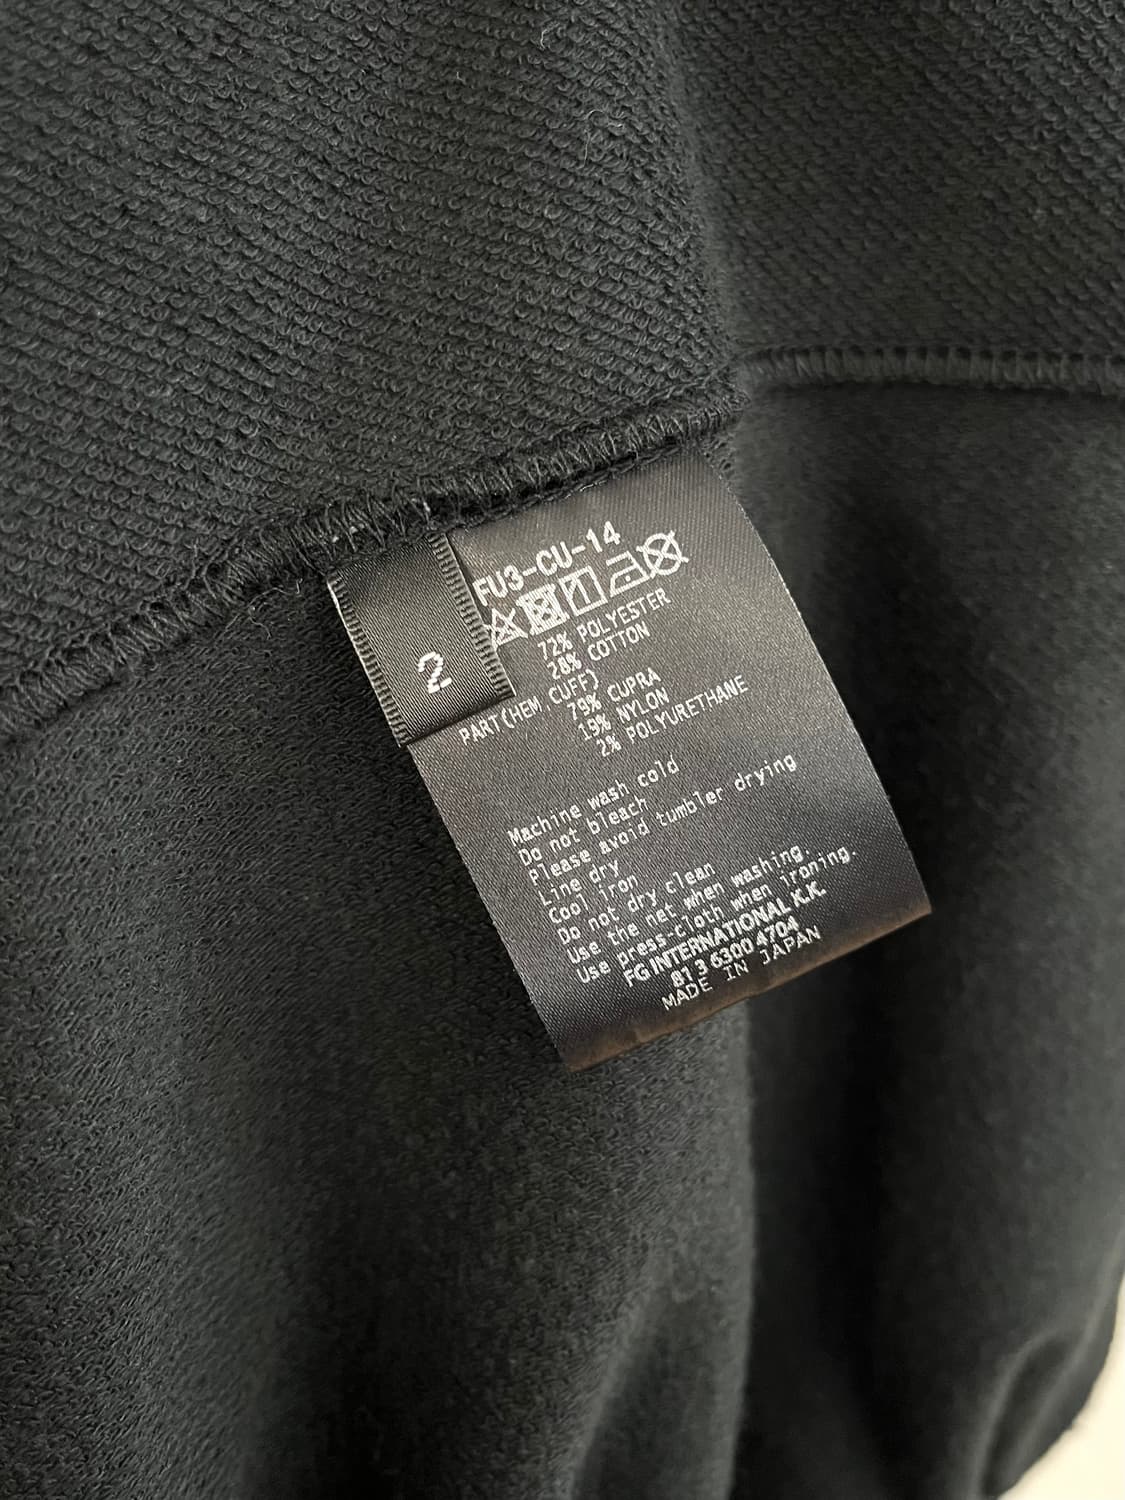 FU3-CU-14
72% POLYESTER
28% COTTON
PART(HEM, CUFF)
79% CUPRA
19% NYLON
2% POLYURETHANE
2
Machine wash cold
Do not bleach
Please avoid tumbler drying
Line dry
Cool iron
Do not dry clean
Use the net when washing.
Use press-cloth when ironing.
FG INTERNATIONAL K.K.
81 3 6300 4704
MADE IN JAPAN